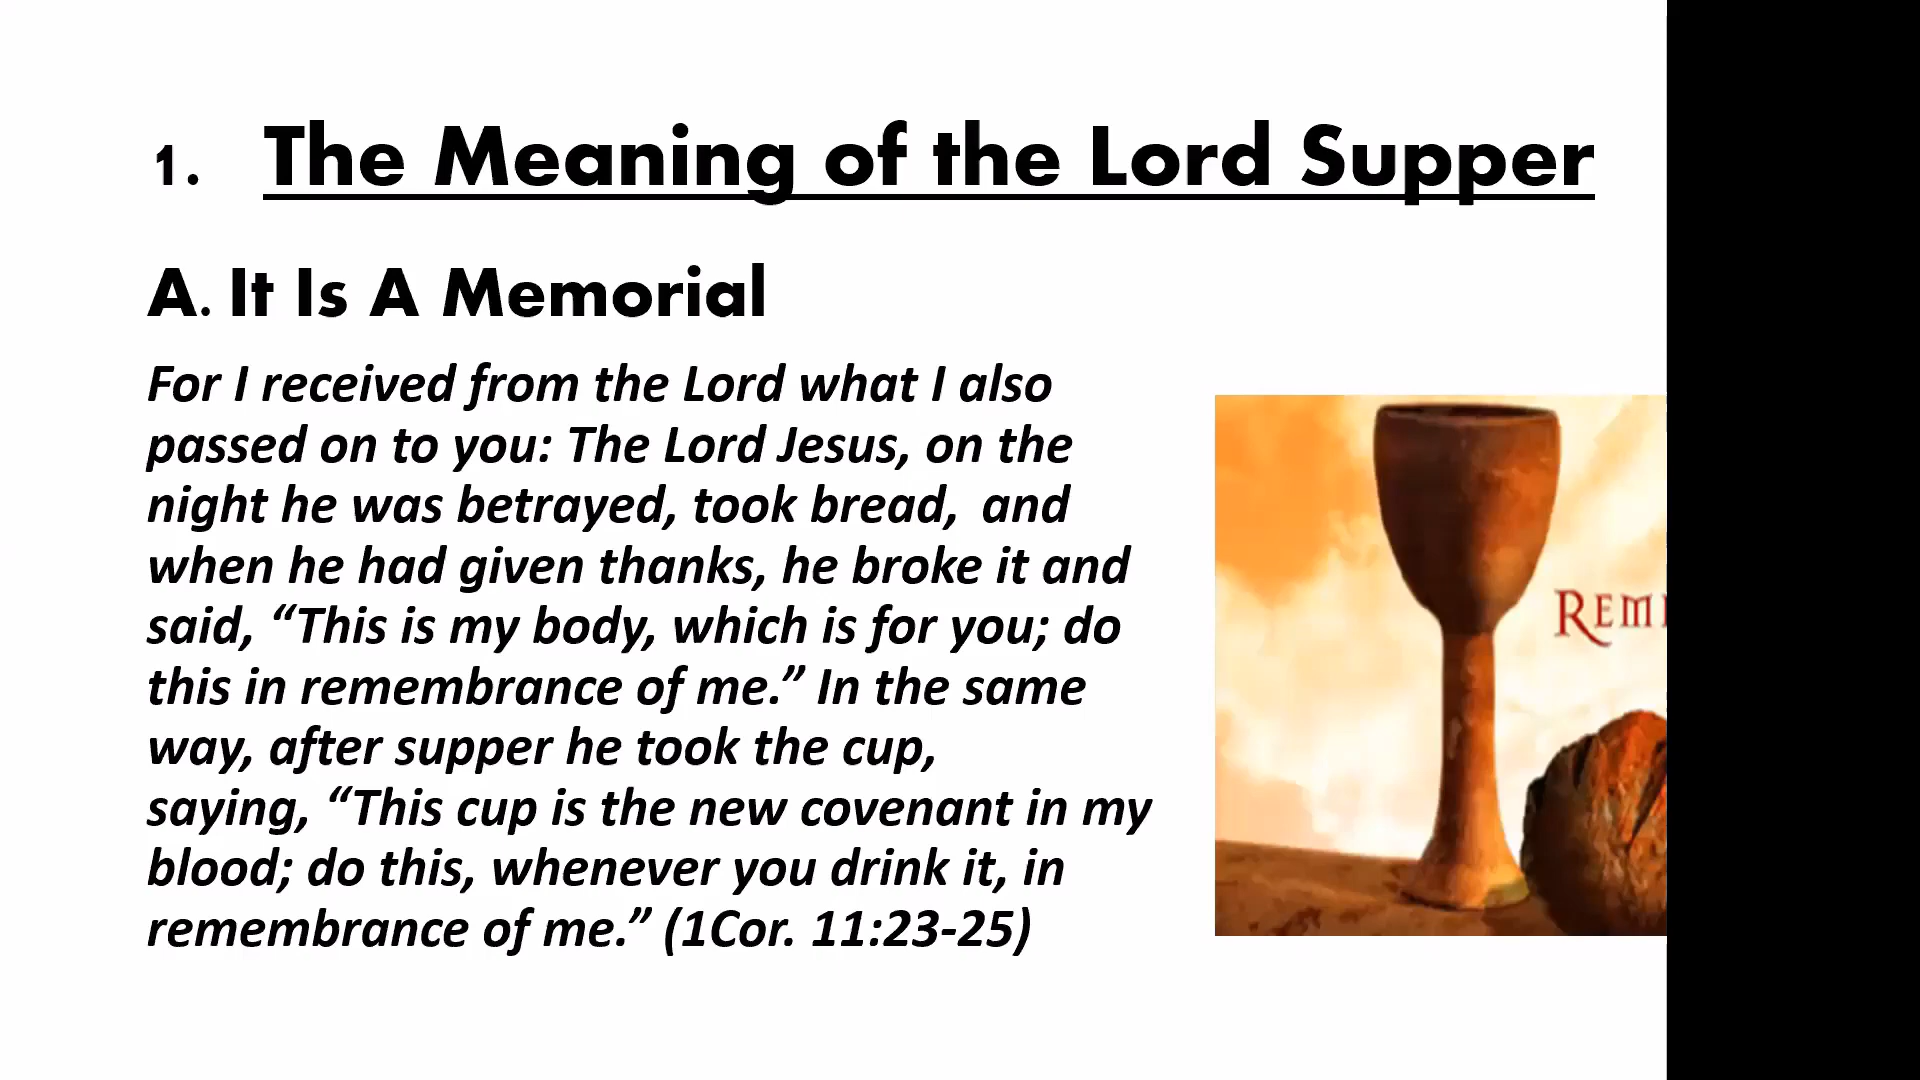 1. The Meaning of the Lord Supper
A. It Is A Memorial
For I received from the Lord what I also
passed on to you: The Lord Jesus, on the
night he was betrayed, took bread, and
when he had given thanks, he broke it and
said, “This is my body, which is for you; do
this in remembrance of me.” In the same
way, after supper he took the cup,
saying, “This cup is the new covenant in my
blood; do this, whenever you drink it, in
remembrance of me.” (1Cor. 11:23-25)